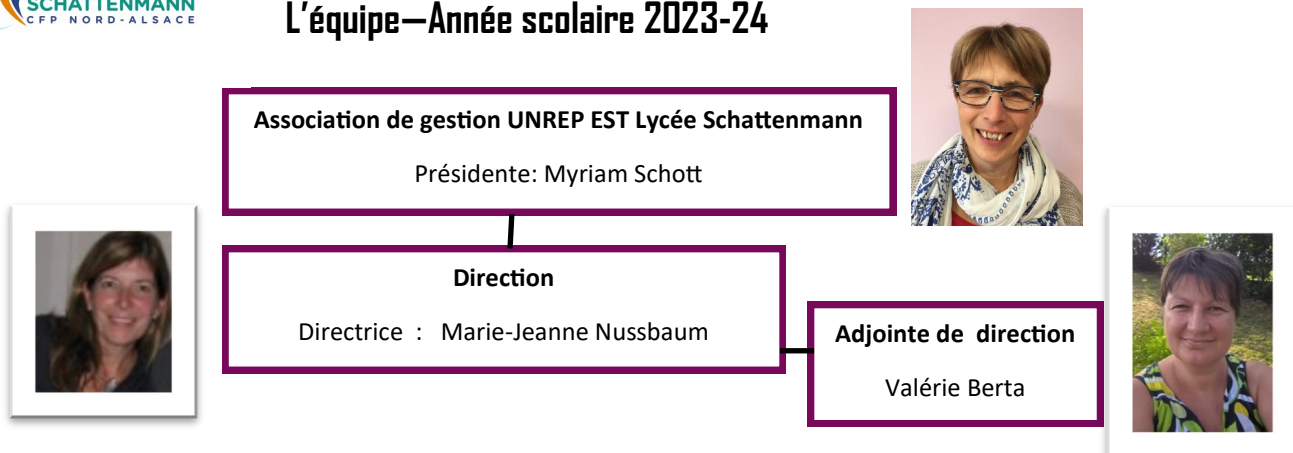 SCHATTENMANN
CFP NORD-ALSACE
L'équipe—Année scolaire 2023-24
Association de gestion UNREP EST Lycée Schattenmann
Présidente: Myriam Schott
Direction
Directrice : Marie-Jeanne Nussbaum
Adjointe de direction
Valérie Berta